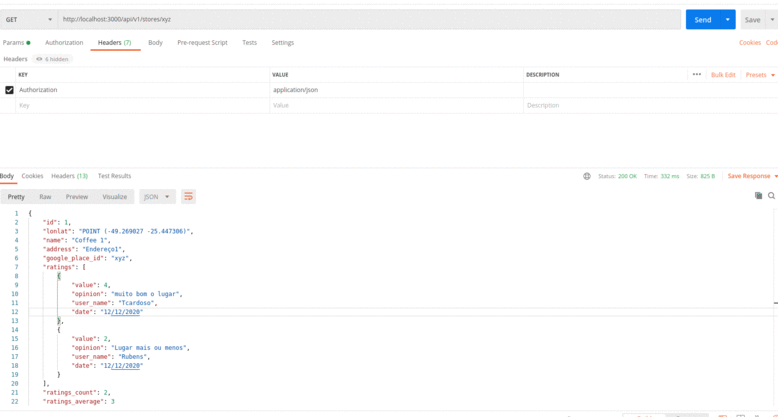 GET http://localhost:3000/api/v1/stores/xyz Send Save
Params Authorization Headers (7) Body Pre-request Script Tests Settings Cookies Cod
Headers 6 hidden
KEY VALUE DESCRIPTION ••• Bulk Edit Presets
Authorization application/json
Key Value Description
Body Cookies Headers (13) Test Results Status: 200 OK Time: 332 ms Size: 825 B Save Response
Pretty Raw Preview Visualize JSON
1 {
2 "id": 1,
3 "lonlat": "POINT (-49.269027 -25.447306)",
4 "name": "Coffee 1",
5 "address": "Endereço1",
6 "google_place_id": "xyz",
7 "ratings": [
8 {
9 "value": 4,
10 "opinion": "muito bom o lugar",
11 "user_name": "Tcardoso",
12 "date": "12/12/2020"
13 },
14 {
15 "value": 2,
16 "opinion": "Lugar mais ou menos",
17 "user_name": "Rubens",
18 "date": "12/12/2020"
19 }
20 ],
21 "ratings_count": 2,
22 "ratings_average": 3